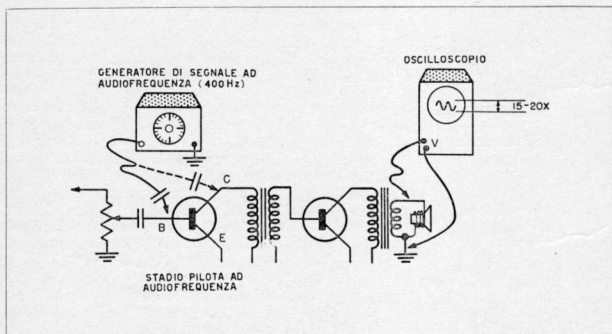 OSCILLOSCOPIO
GENERATORE DI SEGNALE AD
AUDIOFREQUENZA (400 Hz)
15-20X
V
C
B
E
STADIO PILOTA AD
AUDIOFREQUENZA